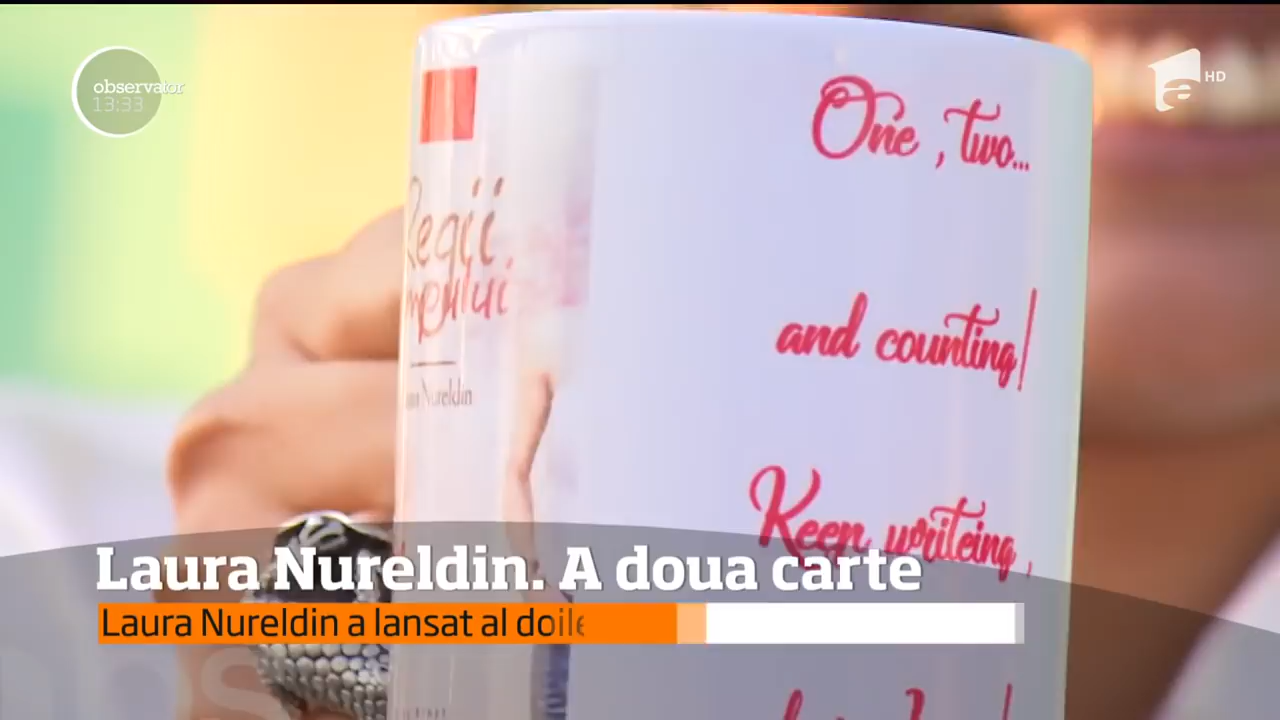 observator
13:33
HD
One , two...
and counting!
Keep writeing,
Regii
Nureldin
Laura Nureldin. A doua carte
Laura Nureldin a lansat al doile